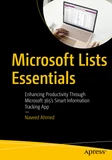 Microsoft Lists
Essentials
Enhancing Productivity Through
Microsoft 365's Smart Information
Tracking App
Naveed Ahmed
Apress